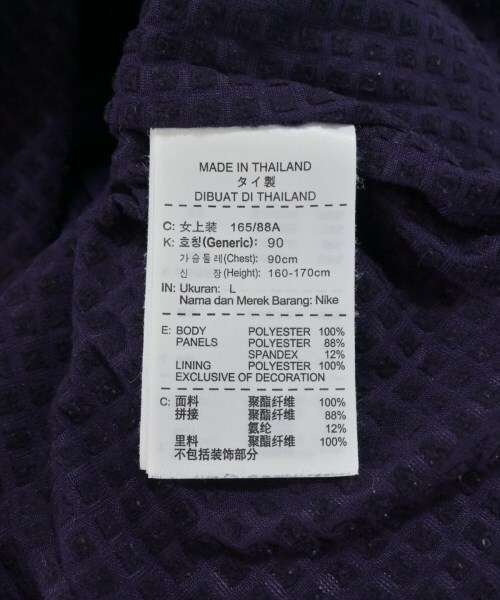 MADE IN THAILAND
タイ製
DIBUAT DI THAILAND
C: 女上装 165/88A
K: 호칭(Generic): 90
가슴둘레(Chest): 90cm
신 장(Height): 160-170cm
IN: Ukuran: L
Nama dan Merek Barang: Nike
E: BODY POLYESTER 100%
PANELS POLYESTER 88%
SPANDEX 12%
LINING POLYESTER 100%
EXCLUSIVE OF DECORATION
C: 面料 聚酯纤维 100%
拼接 聚酯纤维 88%
氨纶 12%
里料 聚酯纤维 100%
不包括装饰部分